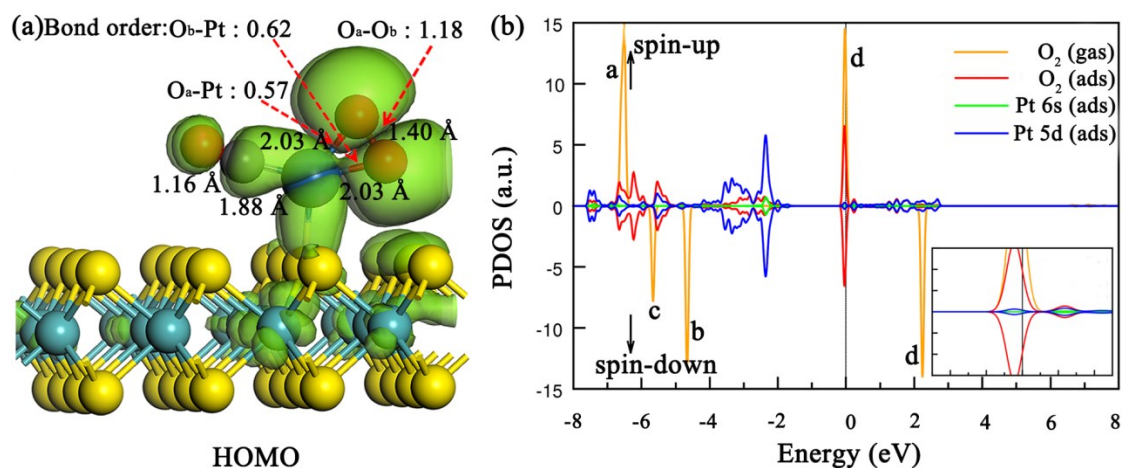 (a)Bond order:Ob-Pt : 0.62 Oa-Ob : 1.18
Oa-Pt : 0.57
2.03 Å
1.40 Å
1.16 Å
2.03 Å
1.88 Å
HOMO
(b)
15
10
5
0
-5
-10
-15
PDOS (a.u.)
a
spin-up
d
O2 (gas)
O2 (ads)
Pt 6s (ads)
Pt 5d (ads)
c
b
d
spin-down
-8 -6 -4 -2 0 2 4 6 8
Energy (eV)